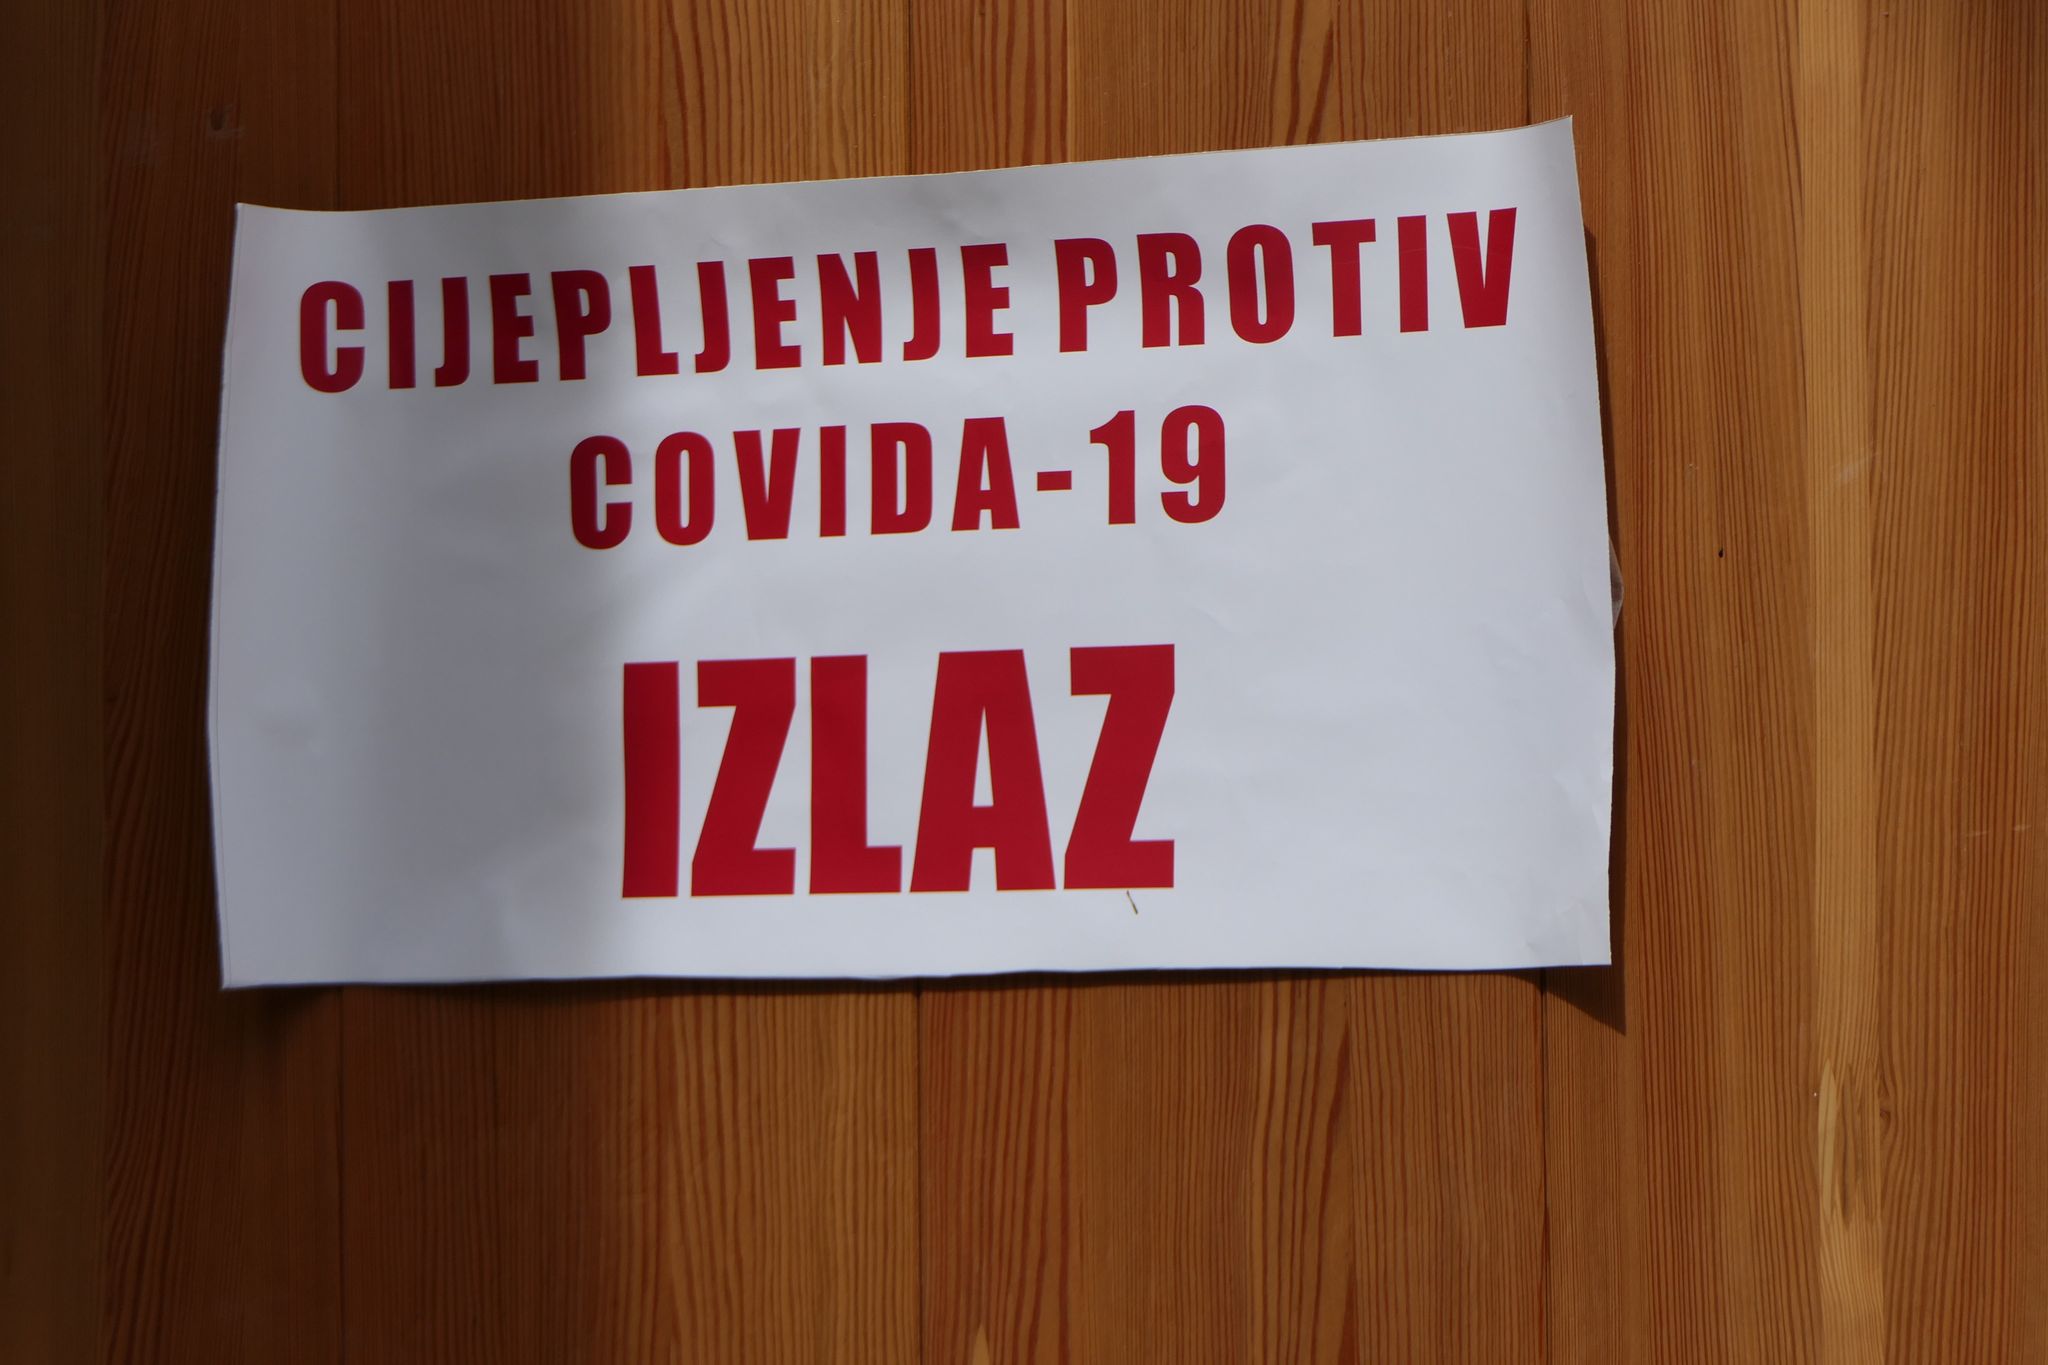 CIJEPLJENJE PROTIV
COVIDA-19
IZLAZ